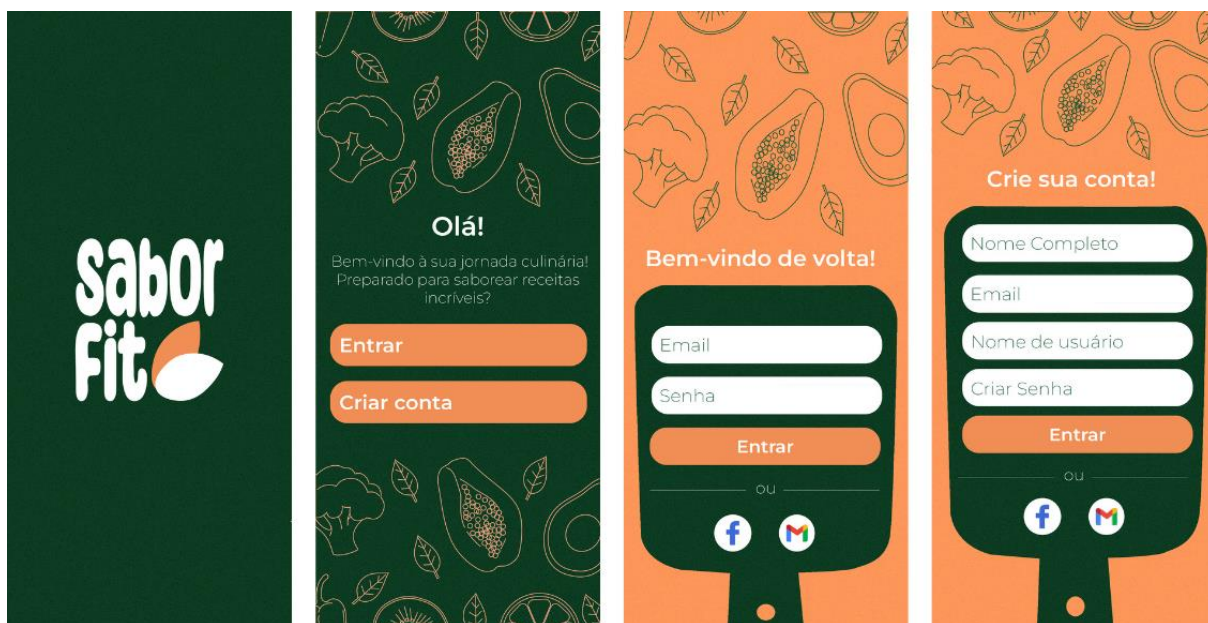 sabor
Fit
Olá!
Bem-vindo à sua jornada culinária!
Preparado para saborear receitas
incríveis?
Entrar
Criar conta
Bem-vindo de volta!
Email
Senha
Entrar
ou
Crie sua conta!
Nome Completo
Email
Nome de usuário
Criar Senha
Entrar
ou